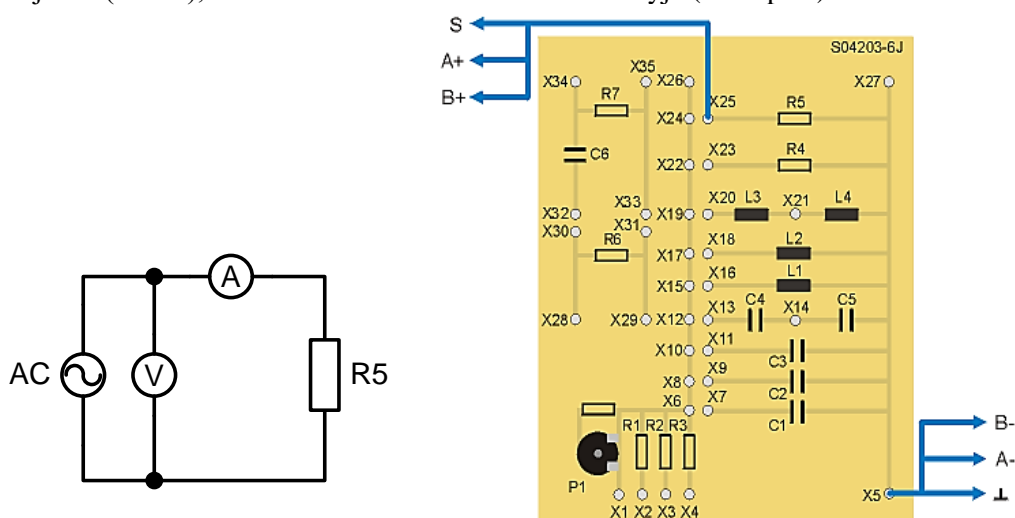 S
A+
B+
S04203-6J
X34
X35
X26
X27
R7
X25
R5
X24
C6
X23
R4
X22
X33
X20
L3
X21
L4
X32
X19
X30
X31
X18
L2
R6
X17
X16
L1
X15
C4
C5
X13
X14
X28
X29
X12
X11
X10
C3
X9
X8
C2
X6
X7
C1
R1
R2
R3
P1
X5
X1
X2
X3
X4
B-
A-
A
AC
V
R5